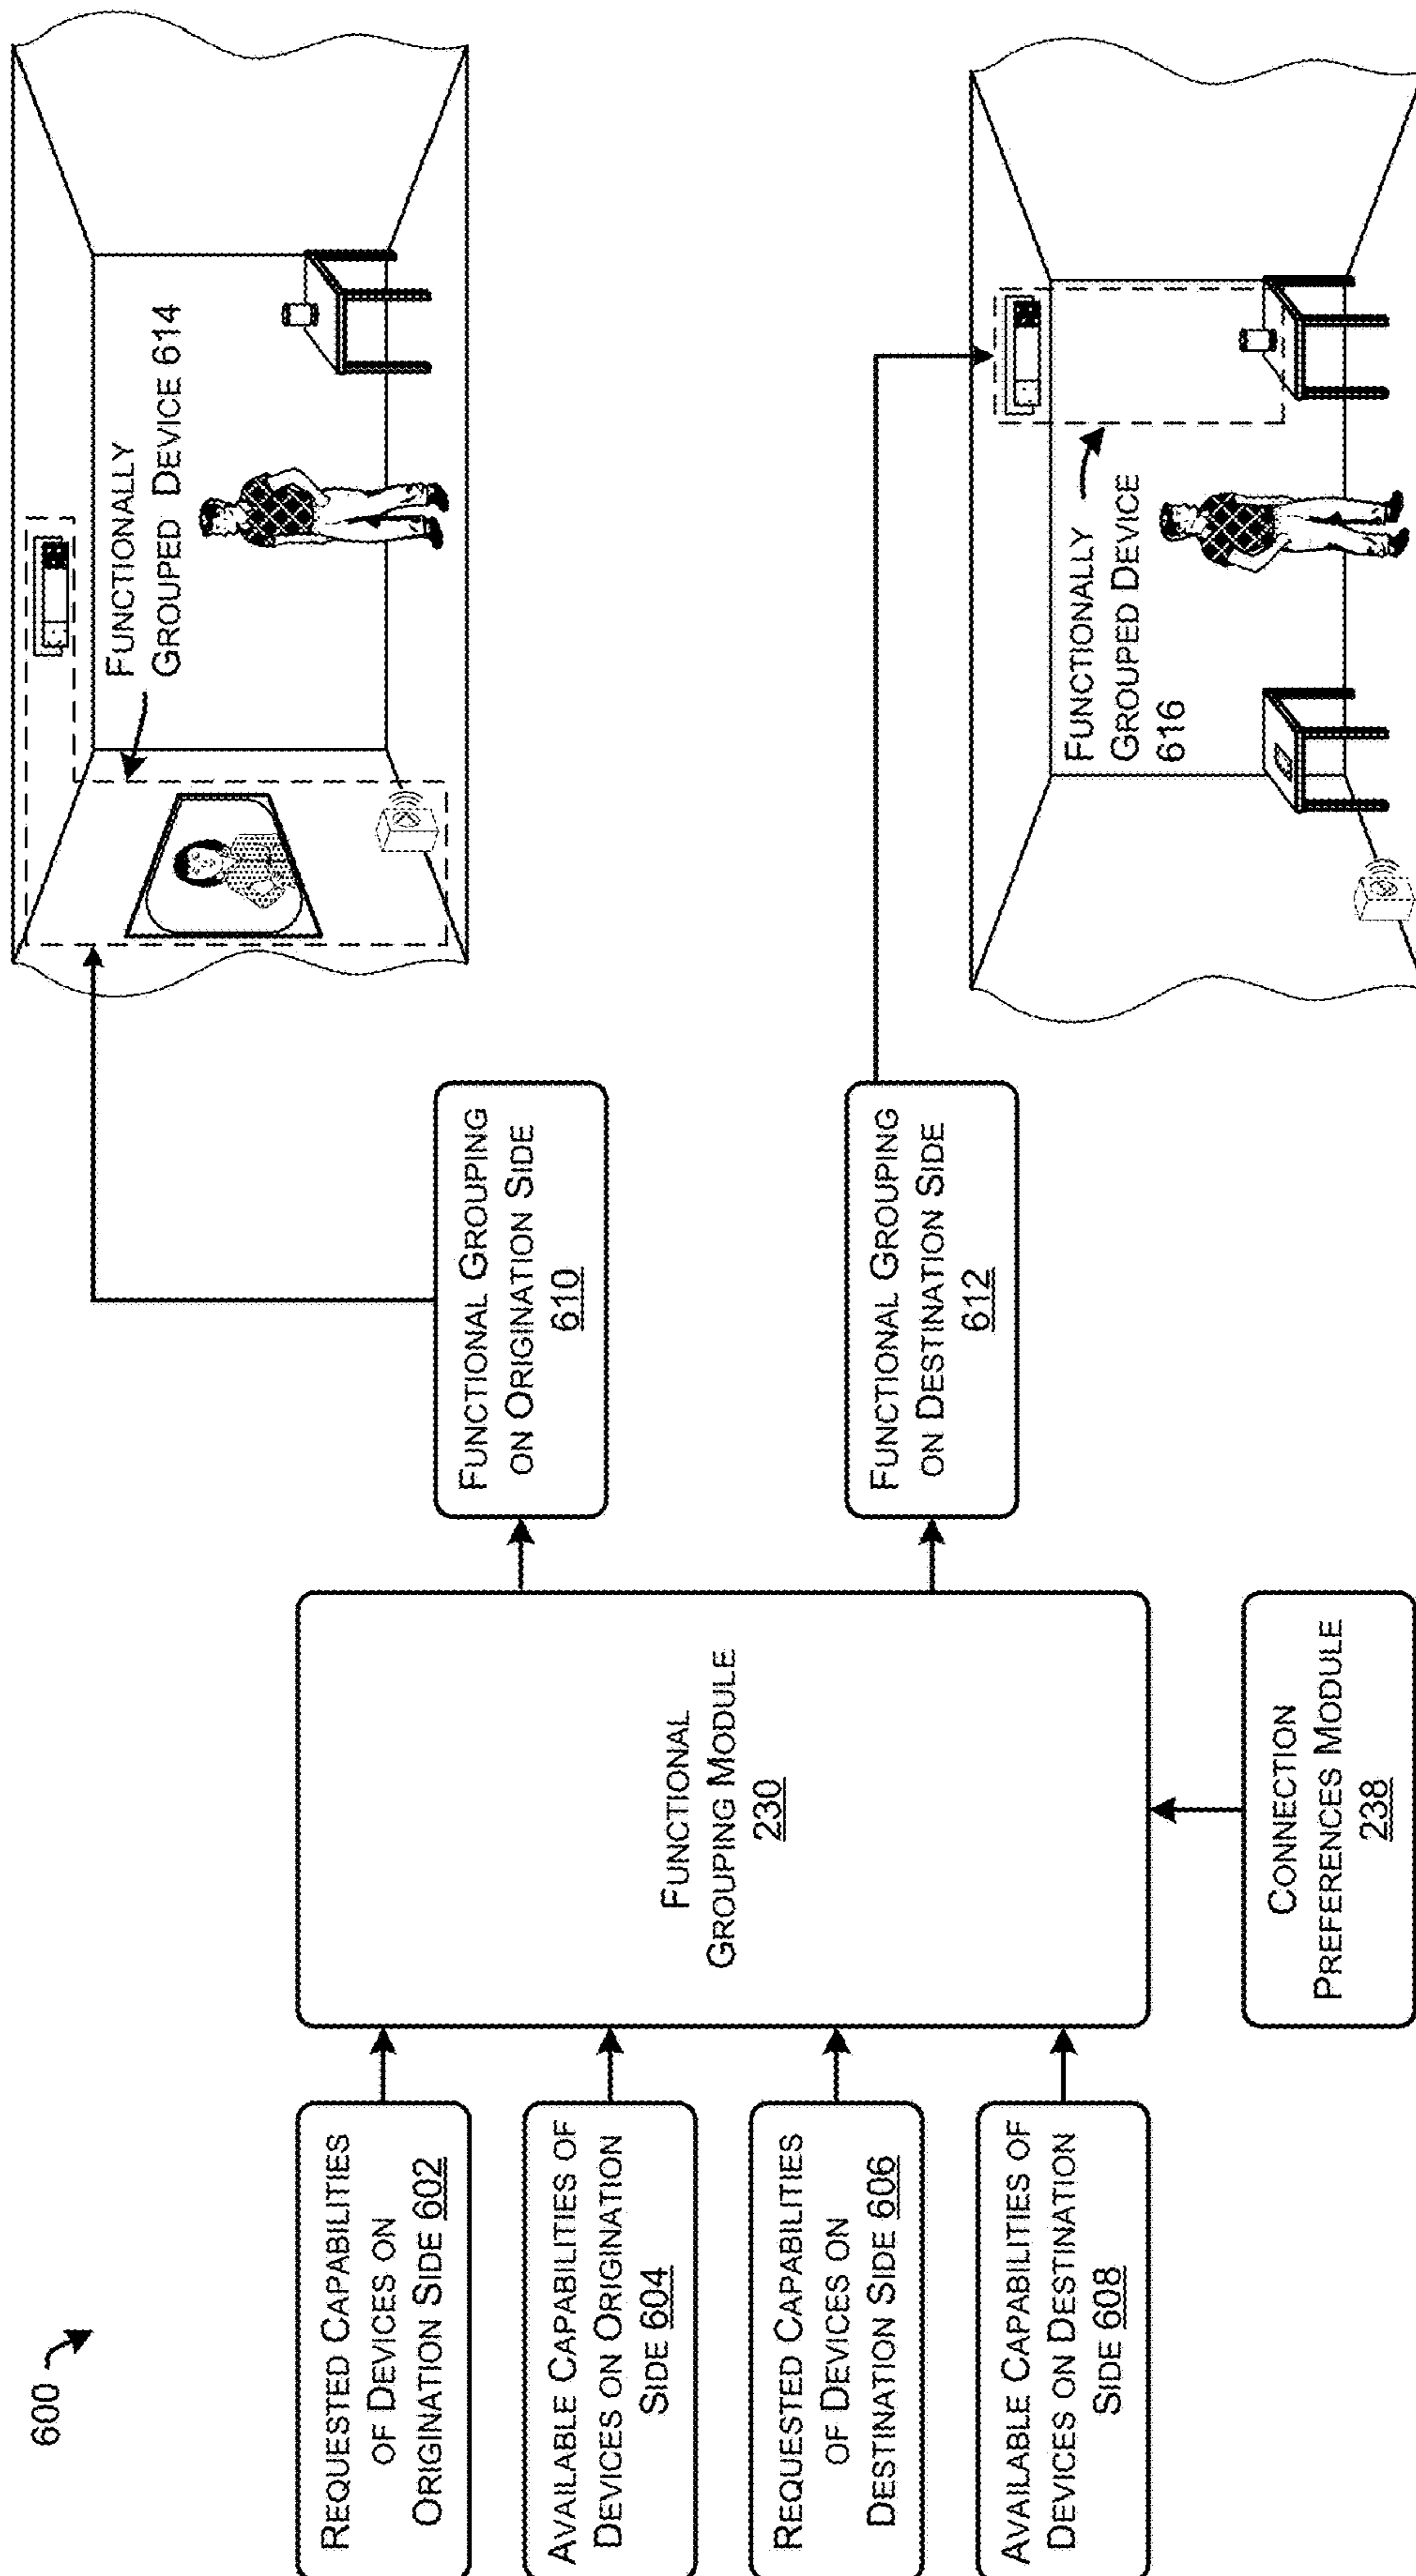 600
REQUESTED CAPABILITIES
OF DEVICES ON
ORIGINATION SIDE 602
AVAILABLE CAPABILITIES OF
DEVICES ON ORIGINATION
SIDE 604
REQUESTED CAPABILITIES
OF DEVICES ON
DESTINATION SIDE 606
AVAILABLE CAPABILITIES OF
DEVICES ON DESTINATION
SIDE 608
FUNCTIONAL
GROUPING MODULE
230
CONNECTION
PREFERENCES MODULE
238
FUNCTIONAL GROUPING
ON ORIGINATION SIDE
610
FUNCTIONAL GROUPING
ON DESTINATION SIDE
612
FUNCTIONALLY
GROUPED DEVICE 614
FUNCTIONALLY
GROUPED DEVICE
616